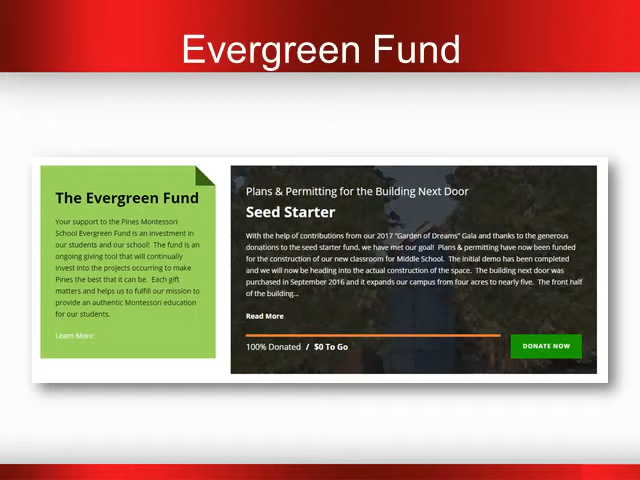 Evergreen Fund
The Evergreen Fund
Your support to the Pines Montessori
School Evergreen Fund is an investment in
our students and our school!  The fund is an
ongoing giving tool that will continually
invest into the projects occurring to make
Pines the best that it can be.  Each gift
matters and helps us to fulfill our mission to
provide an authentic Montessori education
for our students.
Learn More
Plans & Permitting for the Building Next Door
Seed Starter
With the help of contributions from our 2017 "Garden of Dreams" Gala and thanks to the generous
donations to the seed starter fund, we have met our goal!  Plans & permitting have now been funded
for the construction of our new classroom for Middle School.  The initial demo has been completed
and we will now be heading into the actual construction of the space.  The building next door was
purchased in September 2016 and it expands our campus from four acres to nearly five.  The front half
of the building...
Read More
100% Donated / $0 To Go
DONATE NOW